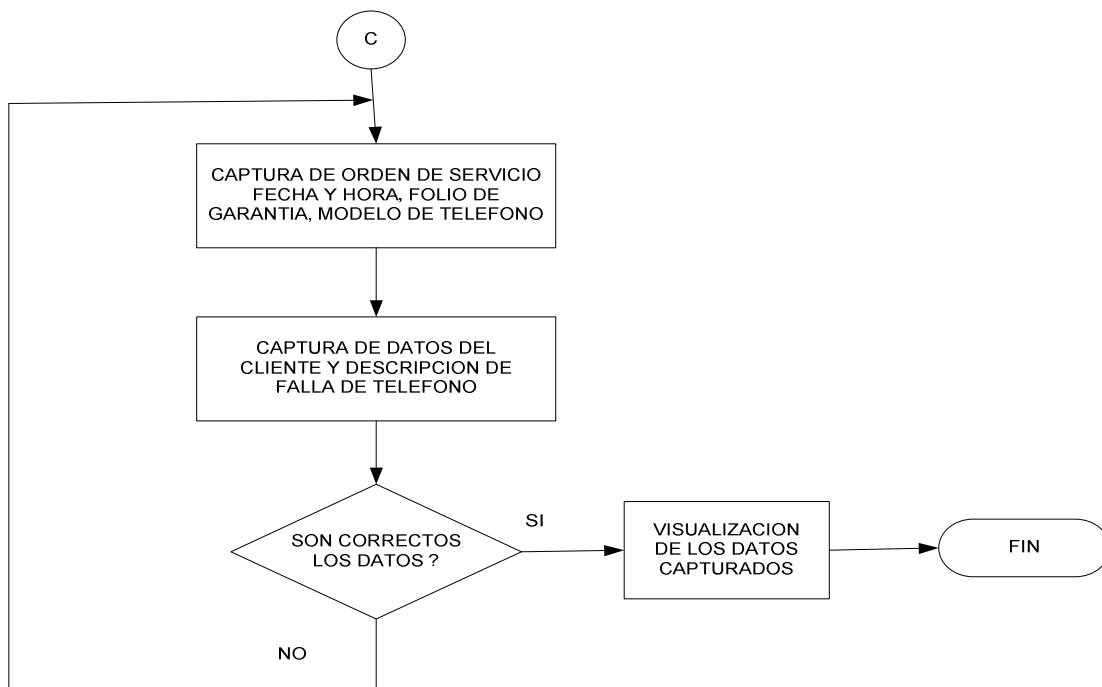 C
CAPTURA DE ORDEN DE SERVICIO
FECHA Y HORA, FOLIO DE
GARANTIA, MODELO DE TELEFONO
CAPTURA DE DATOS DEL
CLIENTE Y DESCRIPCION DE
FALLA DE TELEFONO
SON CORRECTOS
LOS DATOS ?
SI
VISUALIZACION
DE LOS DATOS
CAPTURADOS
FIN
NO